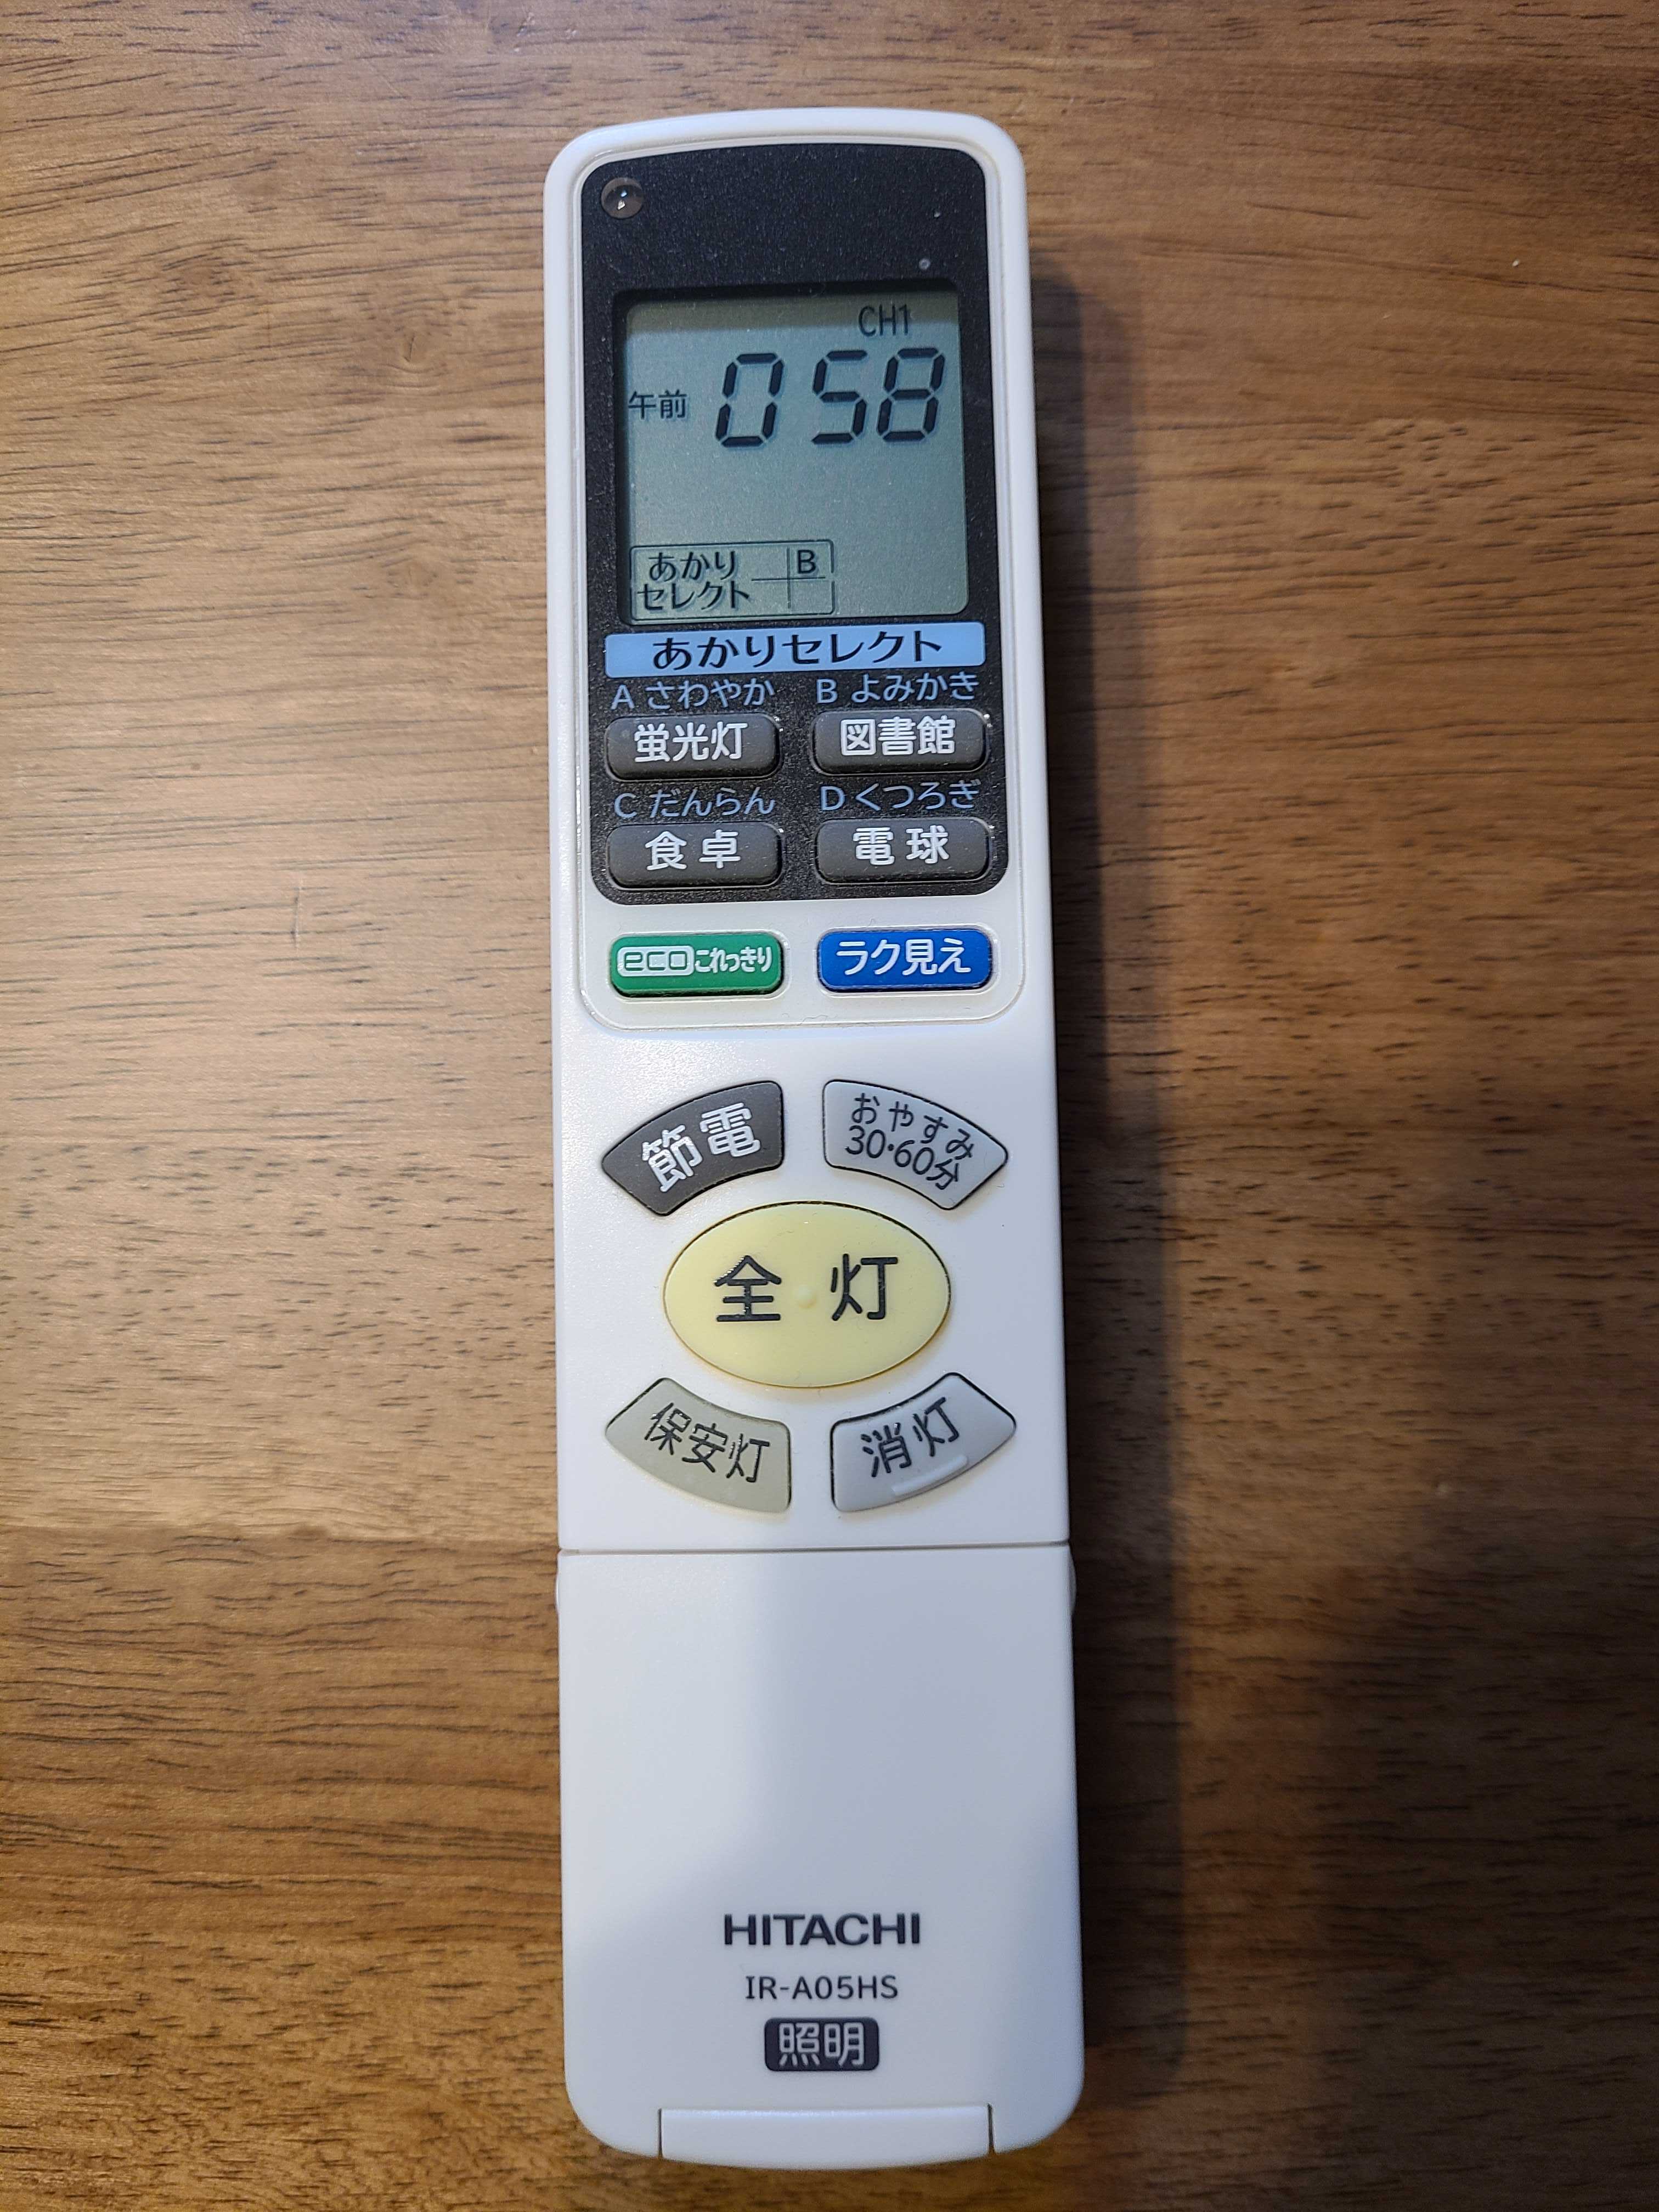 CH1
午前 0 58
あかり B
セレクト
あかりセレクト
A さわやか B よみかき
蛍光灯 図書館
C だんらん D くつろぎ
食卓 電球
ecoこれっきり ラク見え
節電 おやすみ
30・60分
全灯
保安灯 消灯
HITACHI
IR-A05HS
照明